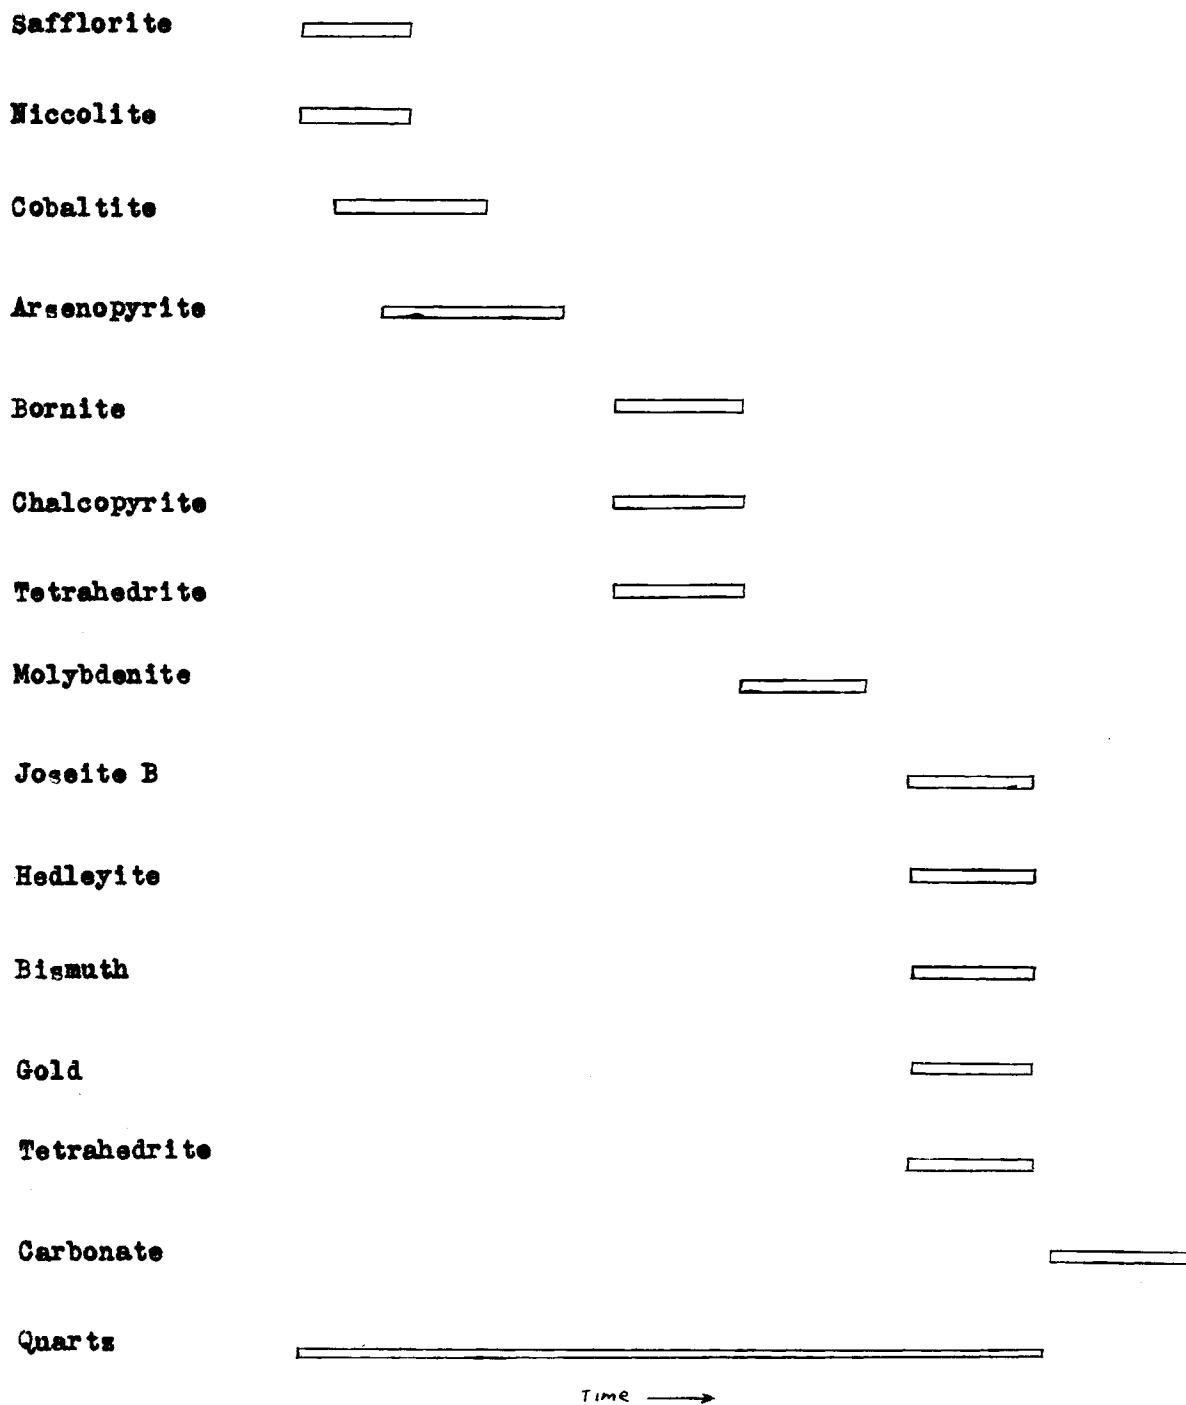 Safflorite
Niccolite
Cobaltite
Arsenopyrite
Bornite
Chalcopyrite
Tetrahedrite
Molybdenite
Joseite B
Hedleyite
Bismuth
Gold
Tetrahedrite
Carbonate
Quartz
Time →